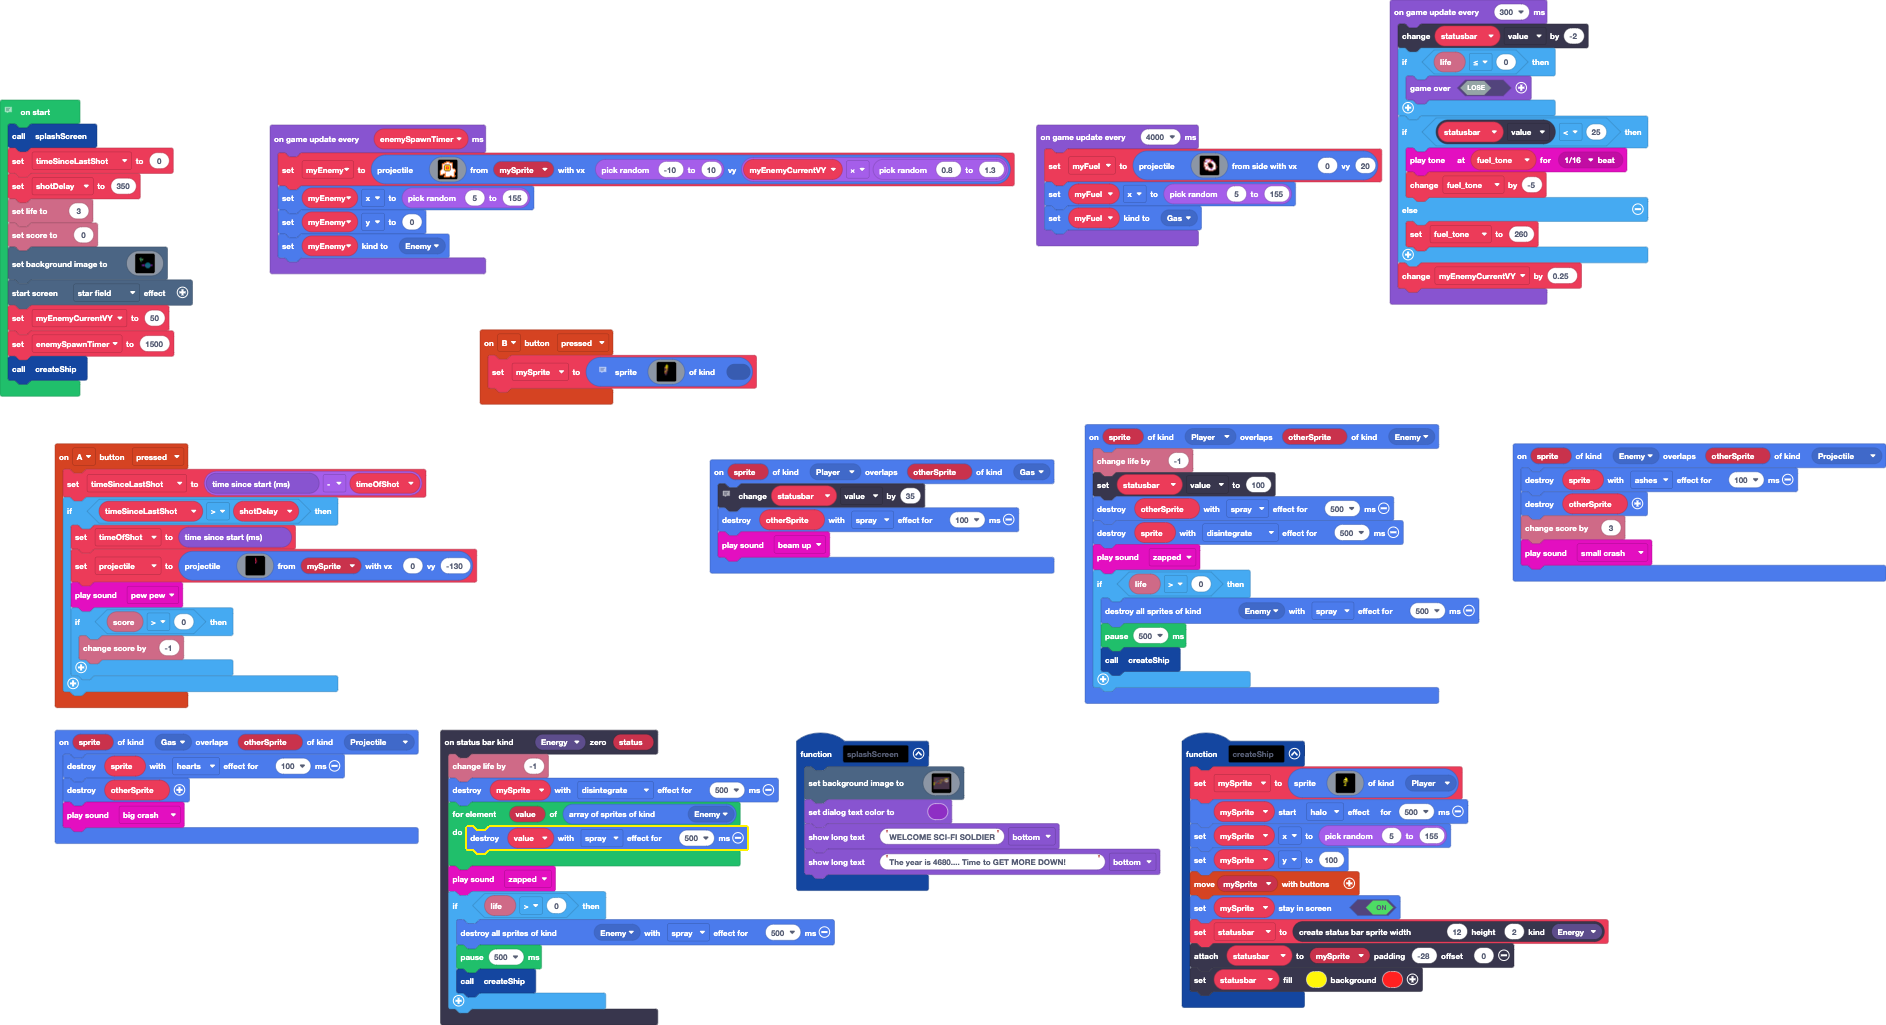 on start
call splashScreen
set timeSinceLastShot to 0
set shotDelay to 350
set life to 3
set score to 0
set background image to
start screen star field effect
set myEnemyCurrentVY to 50
set enemySpawnTimer to 1500
call createShip
on game update every enemySpawnTimer ms
set myEnemy to projectile from mySprite with vx pick random -10 to 10 vy myEnemyCurrentVY x pick random 0.8 to 1.3
set myEnemy x to pick random 5 to 155
set myEnemy y to 0
set myEnemy kind to Enemy
on game update every 4000 ms
set myFuel to projectile from side with vx 0 vy 20
set myFuel x to pick random 5 to 155
set myFuel kind to Gas
on game update every 300 ms
change statusbar value by -2
if life ≤ 0 then
game over LOSE
if statusbar value < 25 then
play tone at fuel_tone for 1/16 beat
change fuel_tone by -5
else
set fuel_tone to 260
change myEnemyCurrentVY by 0.25
on B button pressed
set mySprite to sprite of kind
on A button pressed
set timeSinceLastShot to time since start (ms) - timeOfShot
if timeSinceLastShot > shotDelay then
set timeOfShot to time since start (ms)
set projectile to projectile from mySprite with vx 0 vy -130
play sound pew pew
if score > 0 then
change score by -1
on sprite of kind Player overlaps otherSprite of kind Gas
change statusbar value by 35
destroy otherSprite with spray effect for 100 ms
play sound beam up
on sprite of kind Player overlaps otherSprite of kind Enemy
change life by -1
set statusbar value to 100
destroy otherSprite with spray effect for 500 ms
destroy sprite with disintegrate effect for 500 ms
play sound zapped
if life > 0 then
destroy all sprites of kind Enemy with spray effect for 500 ms
pause 500 ms
call createShip
on sprite of kind Enemy overlaps otherSprite of kind Projectile
destroy sprite with ashes effect for 100 ms
destroy otherSprite
change score by 3
play sound small crash
on sprite of kind Gas overlaps otherSprite of kind Projectile
destroy sprite with hearts effect for 100 ms
destroy otherSprite
play sound big crash
on status bar kind Energy zero status
change life by -1
destroy mySprite with disintegrate effect for 500 ms
for element value of array of sprites of kind Enemy
do destroy value with spray effect for 500 ms
play sound zapped
if life > 0 then
destroy all sprites of kind Enemy with spray effect for 500 ms
pause 500 ms
call createShip
function splashScreen
set background image to
set dialog text color to
show long text "WELCOME SCI-FI SOLDIER" bottom
show long text "The year is 4680.... Time to GET MORE DOWN!" bottom
function createShip
set mySprite to sprite of kind Player
mySprite start halo effect for 500 ms
set mySprite x to pick random 5 to 155
set mySprite y to 100
move mySprite with buttons
set mySprite stay in screen ON
set statusbar to create status bar sprite width 12 height 2 kind Energy
attach statusbar to mySprite padding -28 offset 0
set statusbar fill background